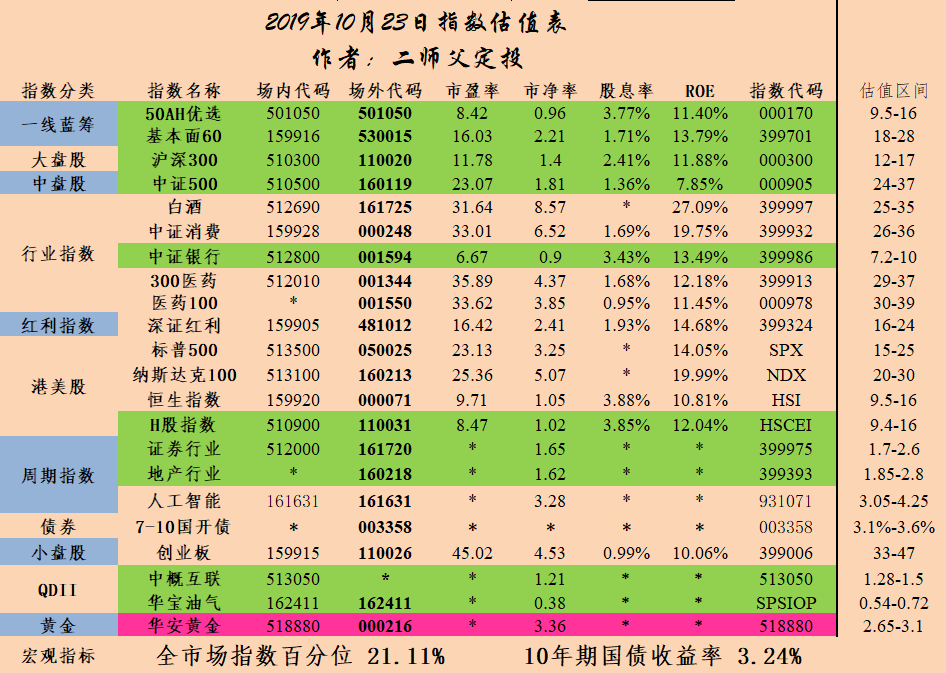 2019年10月23日指数估值表
作者：二师父定投
指数分类 指数名称 场内代码 场外代码 市盈率 市净率 股息率 ROE 指数代码 估值区间
一线蓝筹 50AH优选 501050 501050 8.42 0.96 3.77% 11.40% 000170 9.5-16
基本面60 159916 530015 16.03 2.21 1.71% 13.79% 399701 18-28
大盘股 沪深300 510300 110020 11.78 1.4 2.41% 11.88% 000300 12-17
中盘股 中证500 510500 160119 23.07 1.81 1.36% 7.85% 000905 24-37
行业指数 白酒 512690 161725 31.64 8.57 * 27.09% 399997 25-35
中证消费 159928 000248 33.01 6.52 1.69% 19.75% 399932 26-36
中证银行 512800 001594 6.67 0.9 3.43% 13.49% 399986 7.2-10
300医药 512010 001344 35.89 4.37 1.68% 12.18% 399913 29-37
医药100 * 001550 33.62 3.85 0.95% 11.45% 000978 30-39
红利指数 深证红利 159905 481012 16.42 2.41 1.93% 14.68% 399324 16-24
港美股 标普500 513500 050025 23.13 3.25 * 14.05% SPX 15-25
纳斯达克100 513100 160213 25.36 5.07 * 19.99% NDX 20-30
恒生指数 159920 000071 9.71 1.05 3.88% 10.81% HSI 9.5-16
H股指数 510900 110031 8.47 1.02 3.85% 12.04% HSCEI 9.4-16
周期指数 证券行业 512000 161720 * 1.65 * * 399975 1.7-2.6
地产行业 * 160218 * 1.62 * * 399393 1.85-2.8
人工智能 161631 161631 * 3.28 * * 931071 3.05-4.25
债券 7-10国开债 * 003358 * * * * 003358 3.1%-3.6%
小盘股 创业板 159915 110026 45.02 4.53 0.99% 10.06% 399006 33-47
QDII 中概互联 513050 * * 1.21 * * 513050 1.28-1.5
华宝油气 162411 162411 * 0.38 * * SPSIOP 0.54-0.72
黄金 华安黄金 518880 000216 * 3.36 * * 518880 2.65-3.1
宏观指标 全市场指数百分位 21.11% 10年期国债收益率 3.24%